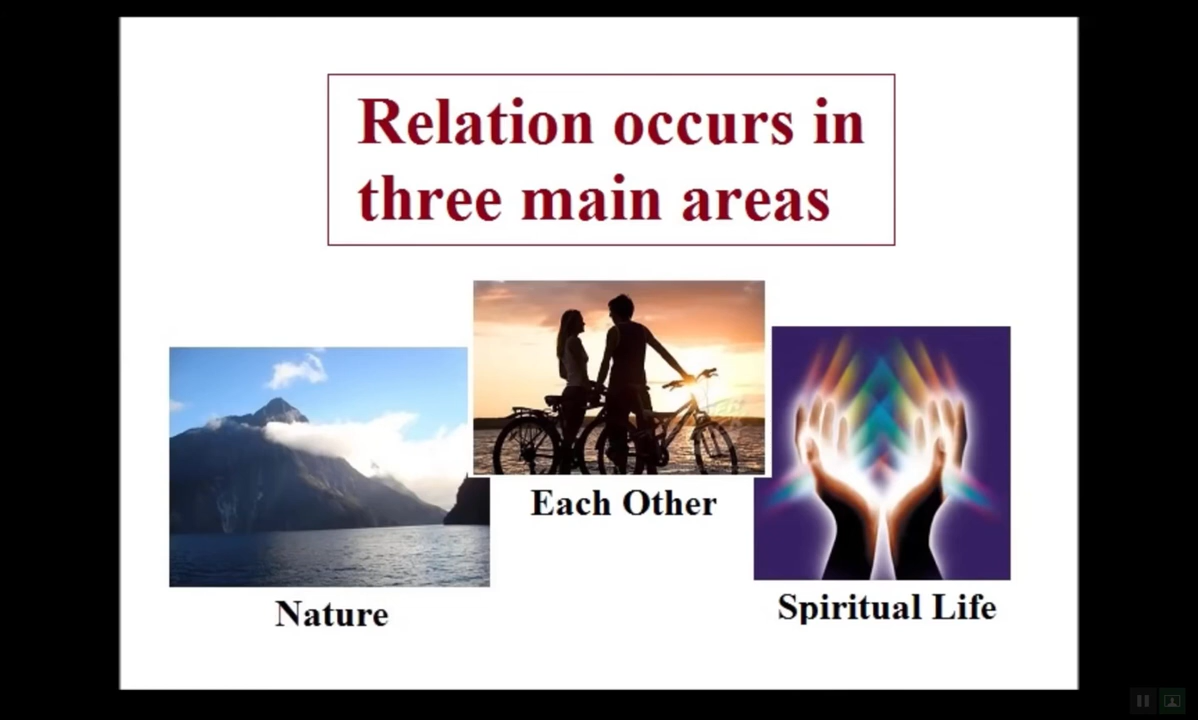 Relation occurs in
three main areas
Each Other
Nature
Spiritual Life